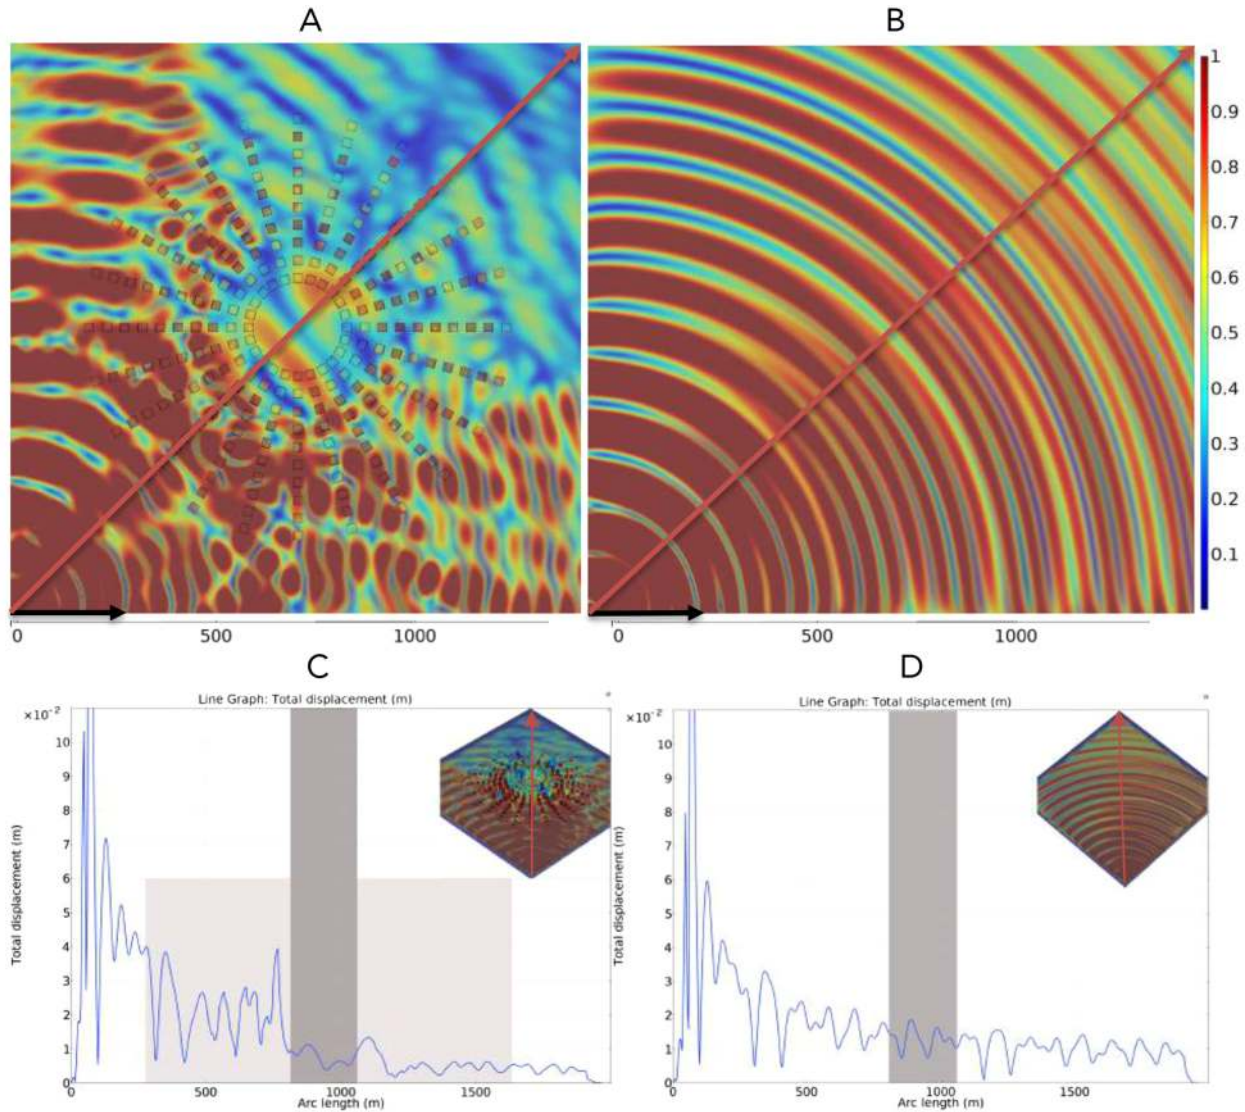 A
B
1
0.9
0.8
0.7
0.6
0.5
0.4
0.3
0.2
0.1
0 500 1000
0 500 1000
C
D
Line Graph: Total displacement (m)
×10⁻²
10
9
8
7
6
5
4
3
2
1
0
Total displacement (m)
0 500 1000 1500
Arc length (m)
Line Graph: Total displacement (m)
×10⁻²
10
9
8
7
6
5
4
3
2
1
0
Total displacement (m)
0 500 1000 1500
Arc length (m)